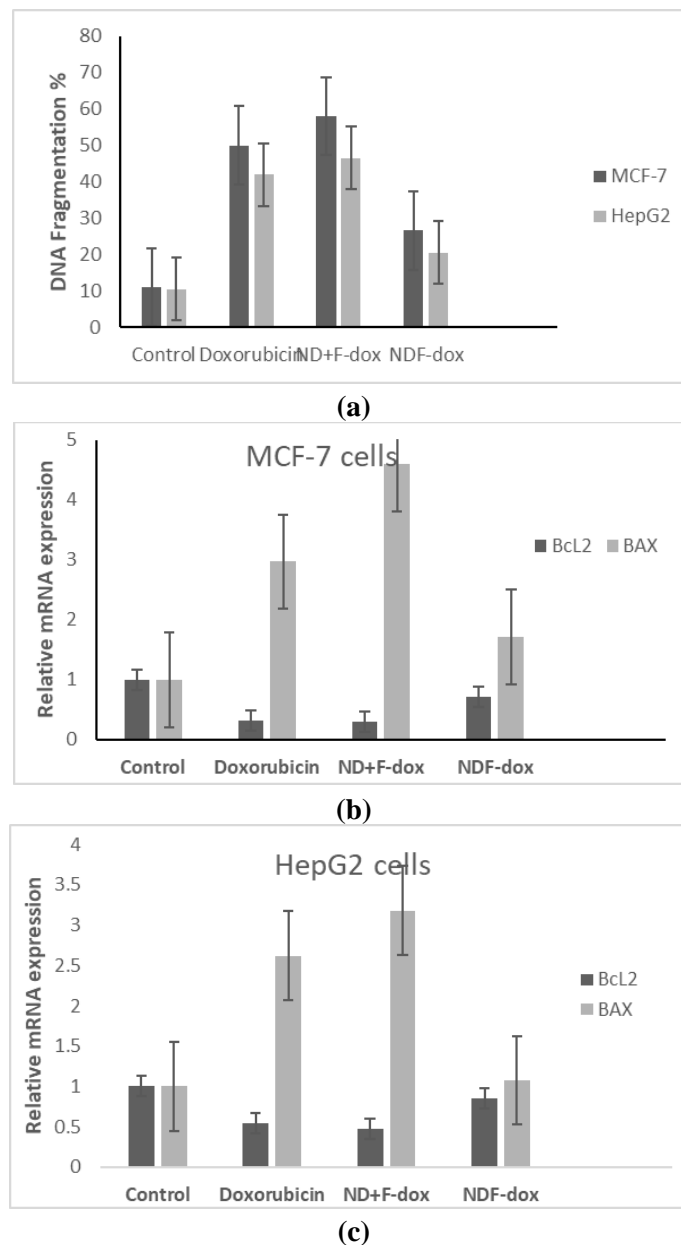 80
70
60
50
40
30
20
10
0
DNA Fragmentation %
MCF-7
HepG2
Control Doxorubicin ND+F-dox NDF-dox
(a)
MCF-7 cells
5
4
3
2
1
0
Relative mRNA expression
BcL2 BAX
Control Doxorubicin ND+F-dox NDF-dox
(b)
HepG2 cells
4
3.5
3
2.5
2
1.5
1
0.5
0
Relative mRNA expression
BcL2
BAX
Control Doxorubicin ND+F-dox NDF-dox
(c)